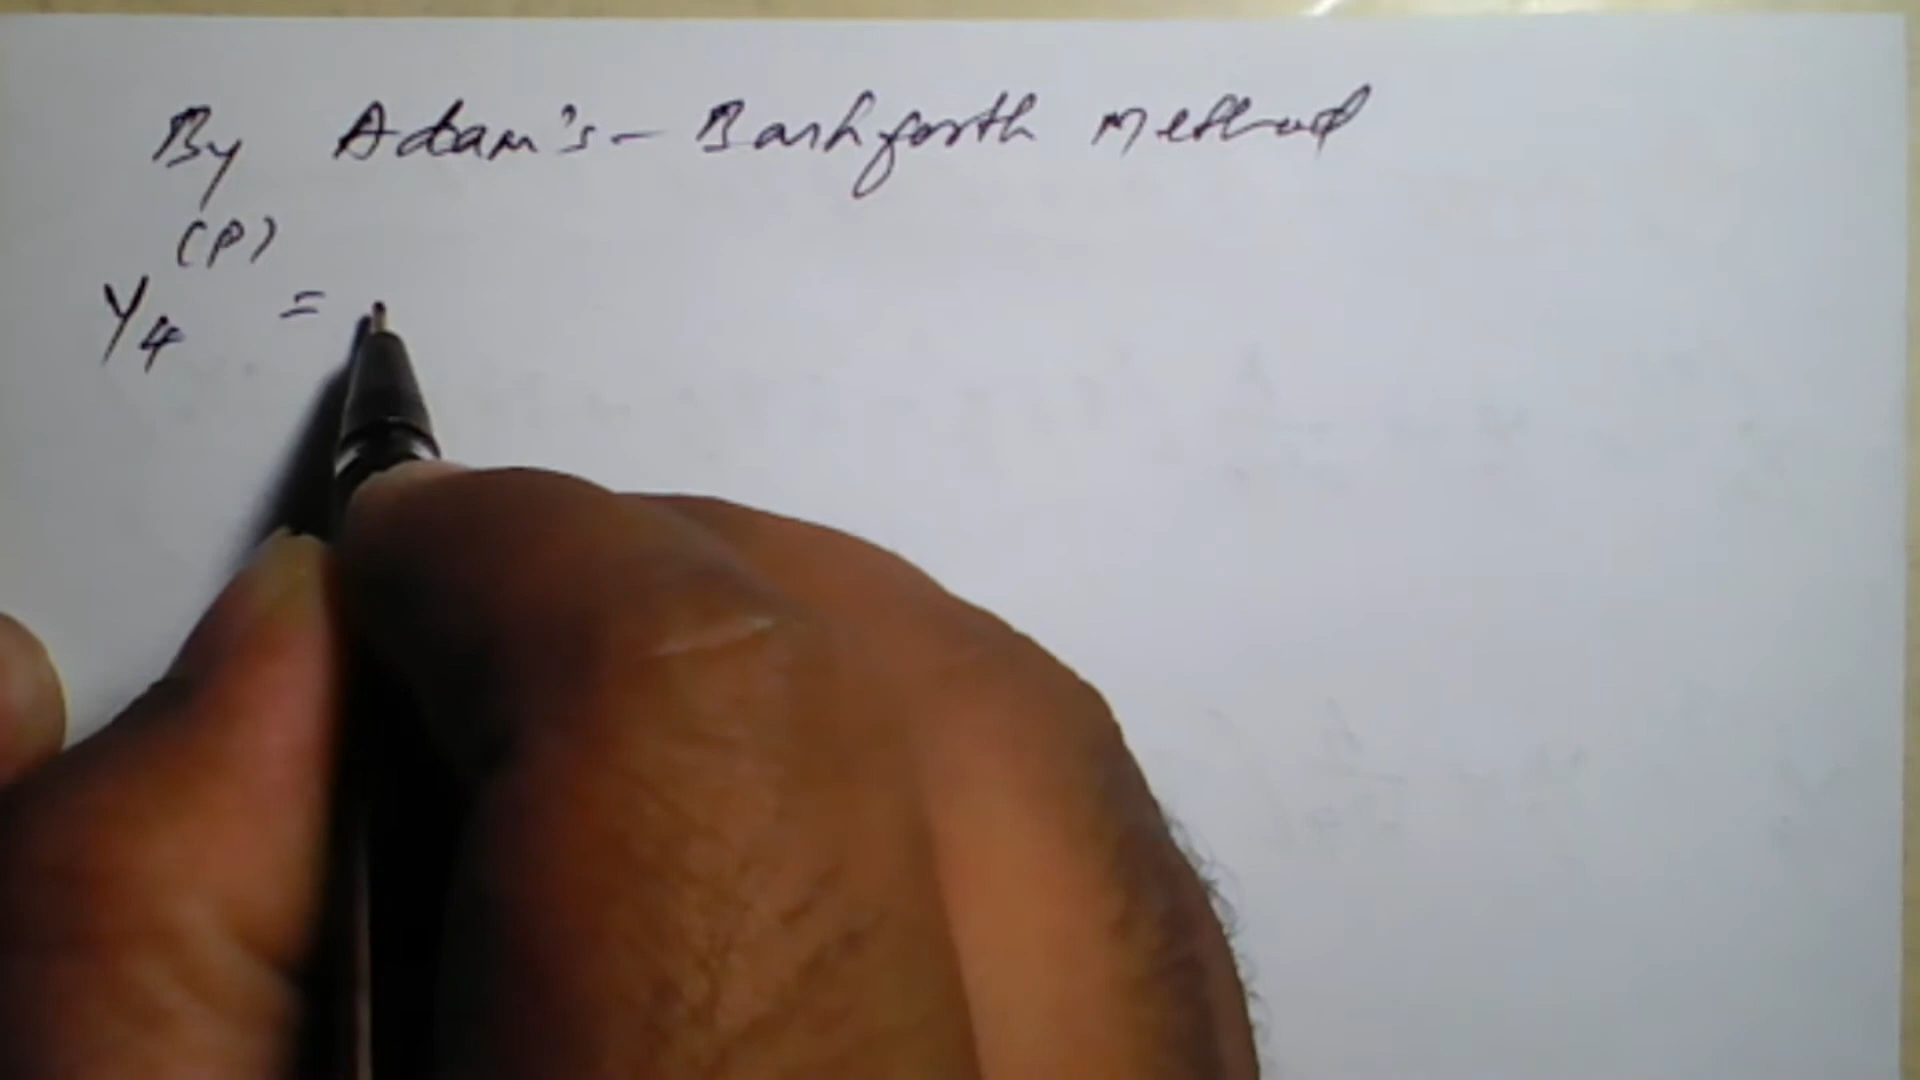 By Adam's - Bashforth Method
y₄⁽ᵖ⁾ =